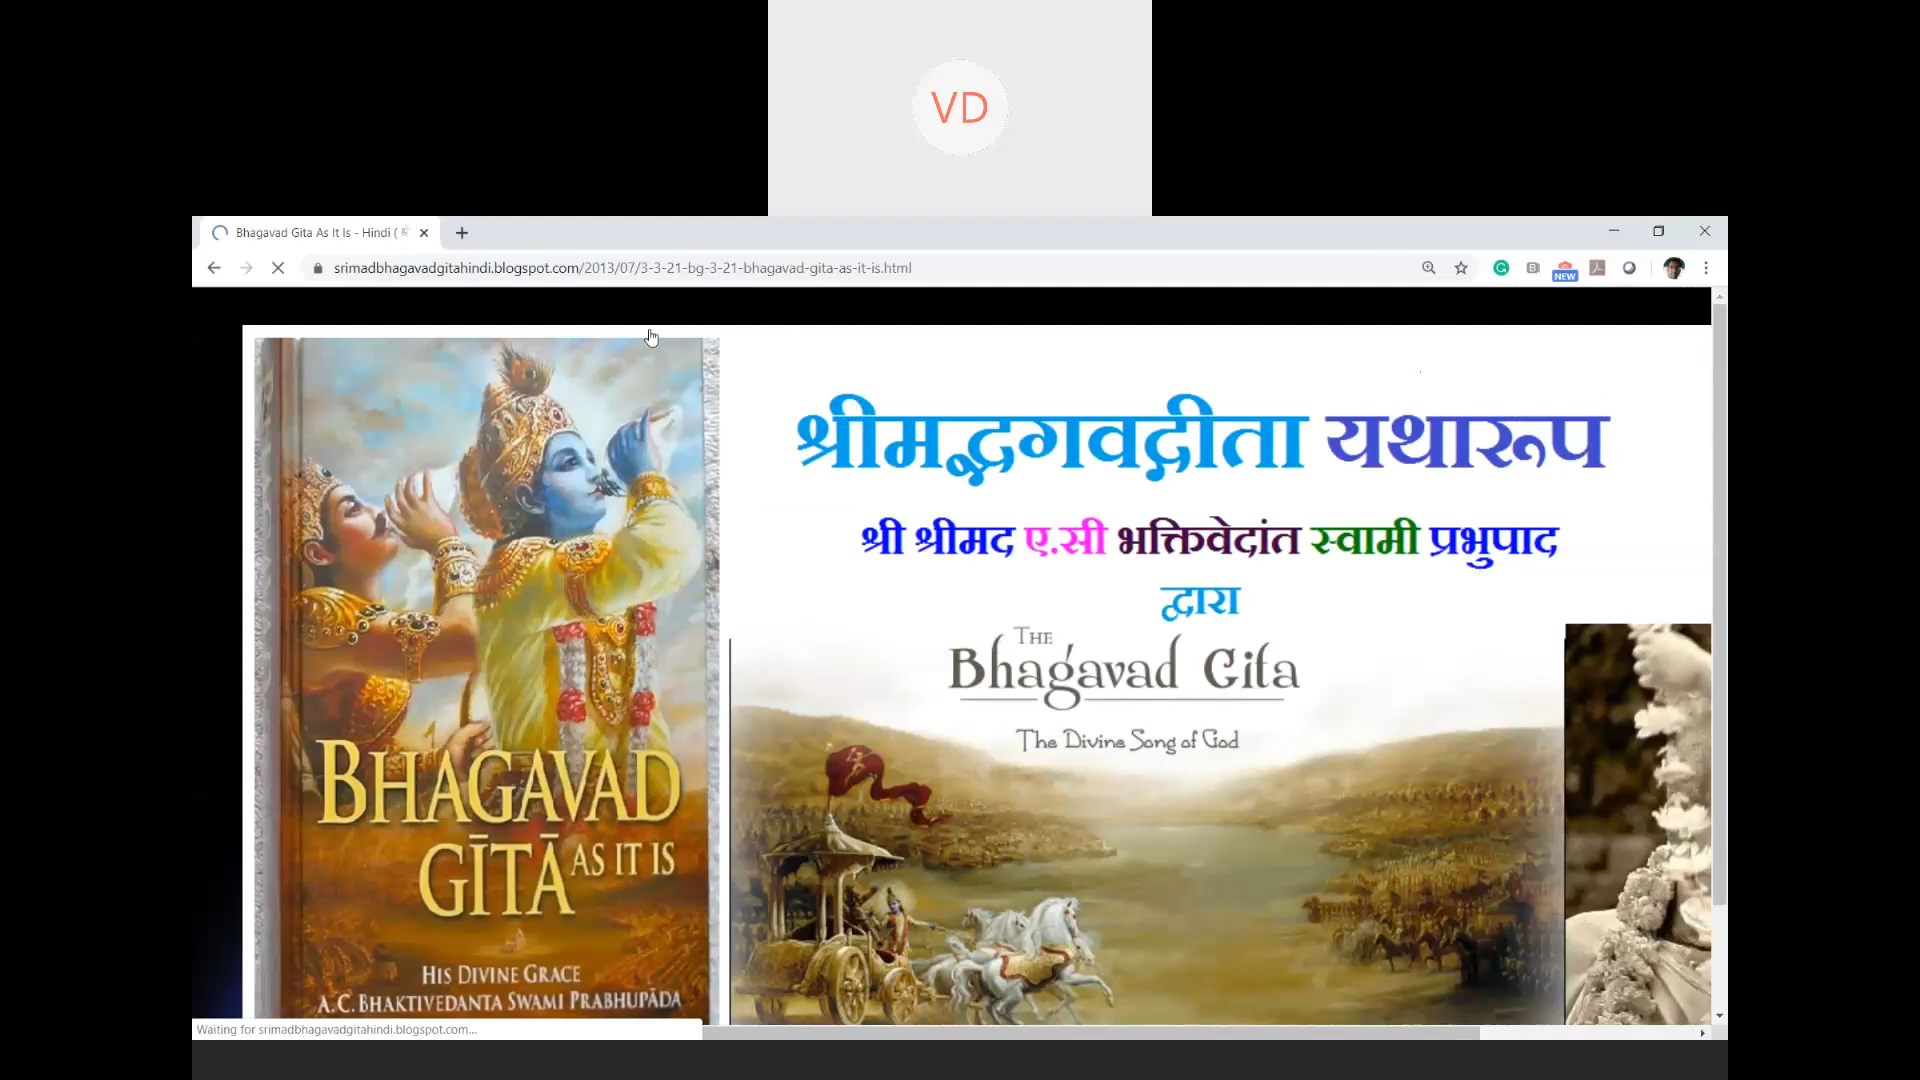 VD
Bhagavad Gita As It Is - Hindi (
srimadbhagavadgitahindi.blogspot.com/2013/07/3-3-21-bg-3-21-bhagavad-gita-as-it-is.html
NEW
श्रीमद्भगवद्गीता यथारूप
श्री श्रीमद ए.सी भक्तिवेदांत स्वामी प्रभुपाद
द्वारा
THE
Bhagavad Gita
The Divine Song of God
BHAGAVAD
GĪTĀ AS IT IS
HIS DIVINE GRACE
A.C. BHAKTIVEDANTA SWAMI PRABHUPĀDA
Waiting for srimadbhagavadgitahindi.blogspot.com...